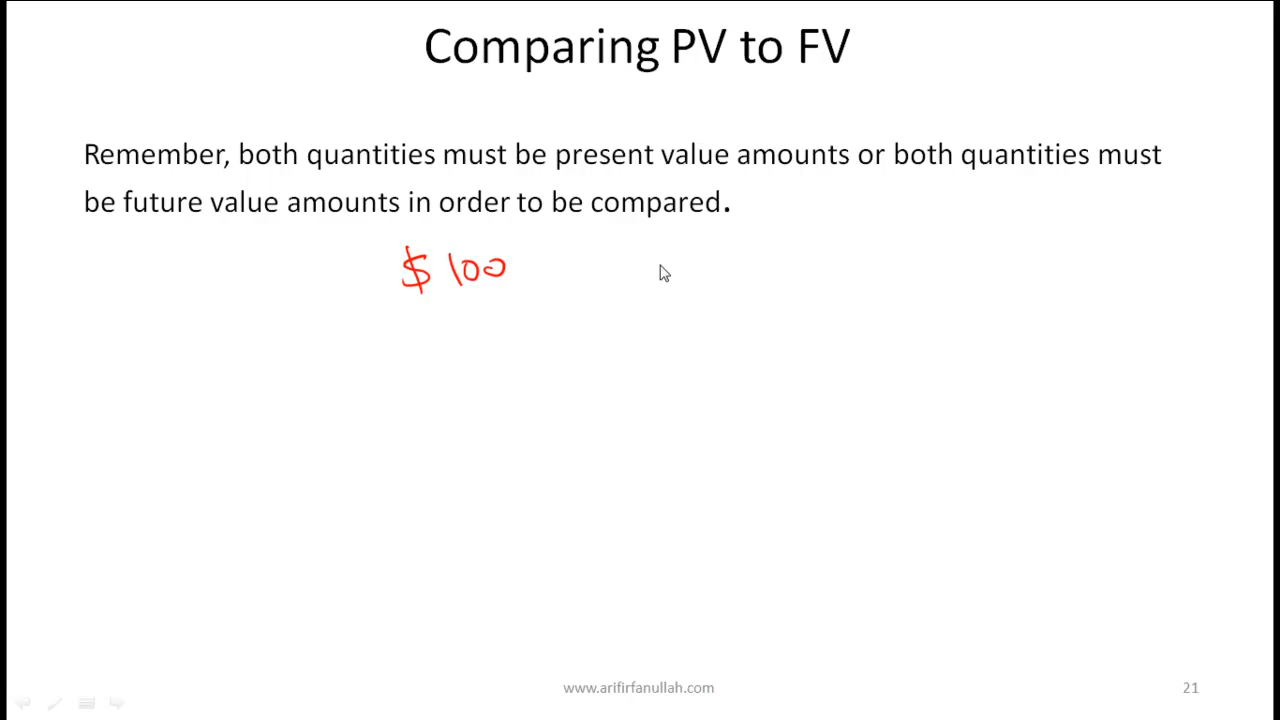 Comparing PV to FV
Remember, both quantities must be present value amounts or both quantities must
be future value amounts in order to be compared.
$ 100
www.arifirfanullah.com
21